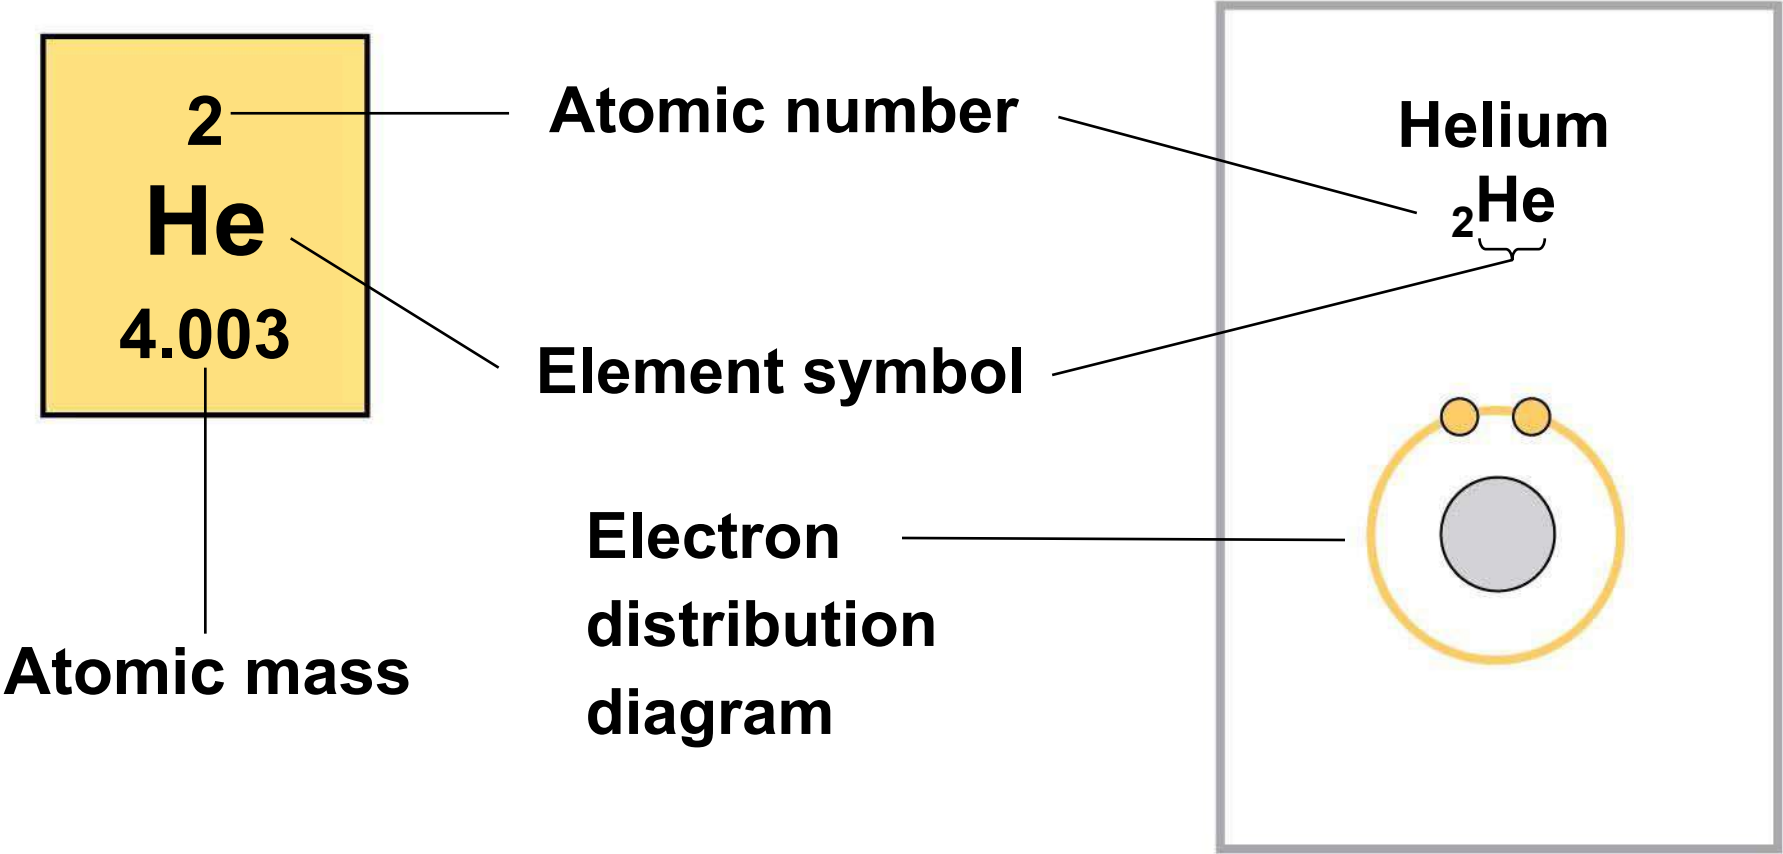 2
He
4.003
Atomic mass
Atomic number
Element symbol
Electron
distribution
diagram
Helium
₂He